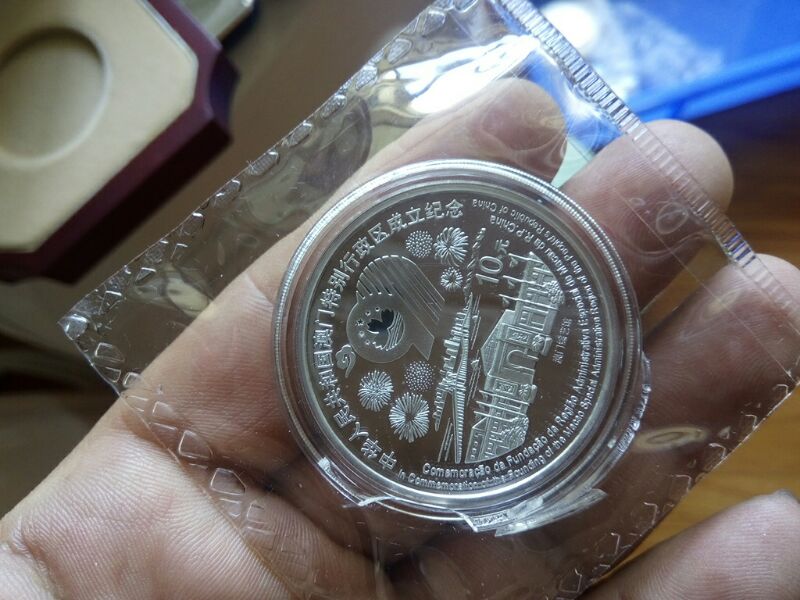 中华人民共和国澳门特别行政区成立纪念
10元
Comemoração da Fundação da Região Administrativa Especial de Macau da R.P.China
In Commemoration of the Founding of the Macao Special Administrative Region of the People's Republic of China